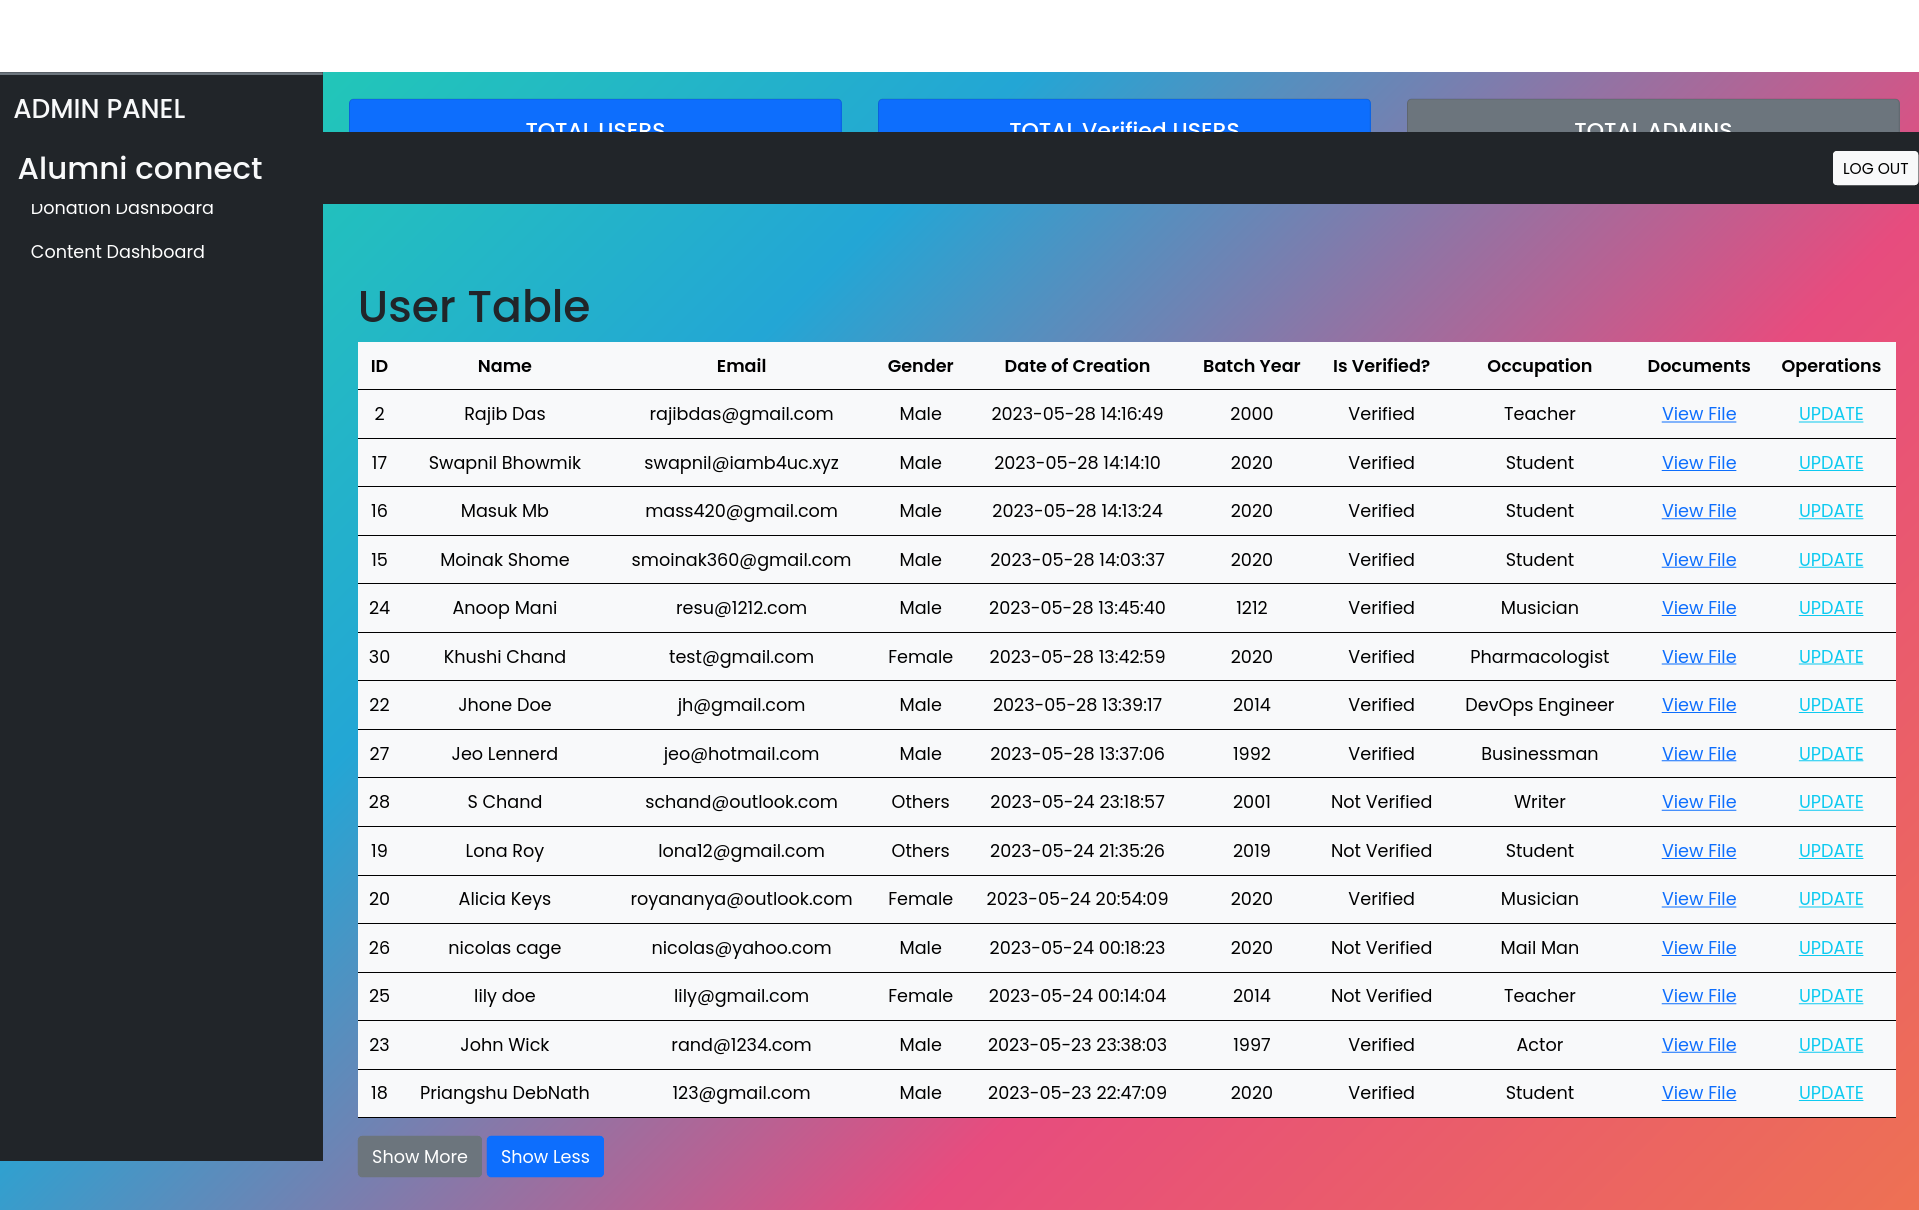 ADMIN PANEL
TOTAL USERS
TOTAL Verified USERS
TOTAL ADMINS
Alumni connect
LOG OUT
Donation Dashboard
Content Dashboard
User Table
ID Name Email Gender Date of Creation Batch Year Is Verified? Occupation Documents Operations
2 Rajib Das rajibdas@gmail.com Male 2023-05-28 14:16:49 2000 Verified Teacher View File UPDATE
17 Swapnil Bhowmik swapnil@iamb4uc.xyz Male 2023-05-28 14:14:10 2020 Verified Student View File UPDATE
16 Masuk Mb mass420@gmail.com Male 2023-05-28 14:13:24 2020 Verified Student View File UPDATE
15 Moinak Shome smoinak360@gmail.com Male 2023-05-28 14:03:37 2020 Verified Student View File UPDATE
24 Anoop Mani resu@1212.com Male 2023-05-28 13:45:40 1212 Verified Musician View File UPDATE
30 Khushi Chand test@gmail.com Female 2023-05-28 13:42:59 2020 Verified Pharmacologist View File UPDATE
22 Jhone Doe jh@gmail.com Male 2023-05-28 13:39:17 2014 Verified DevOps Engineer View File UPDATE
27 Jeo Lennerd jeo@hotmail.com Male 2023-05-28 13:37:06 1992 Verified Businessman View File UPDATE
28 S Chand schand@outlook.com Others 2023-05-24 23:18:57 2001 Not Verified Writer View File UPDATE
19 Lona Roy lona12@gmail.com Others 2023-05-24 21:35:26 2019 Not Verified Student View File UPDATE
20 Alicia Keys royananya@outlook.com Female 2023-05-24 20:54:09 2020 Verified Musician View File UPDATE
26 nicolas cage nicolas@yahoo.com Male 2023-05-24 00:18:23 2020 Not Verified Mail Man View File UPDATE
25 lily doe lily@gmail.com Female 2023-05-24 00:14:04 2014 Not Verified Teacher View File UPDATE
23 John Wick rand@1234.com Male 2023-05-23 23:38:03 1997 Verified Actor View File UPDATE
18 Priangshu DebNath 123@gmail.com Male 2023-05-23 22:47:09 2020 Verified Student View File UPDATE
Show More Show Less